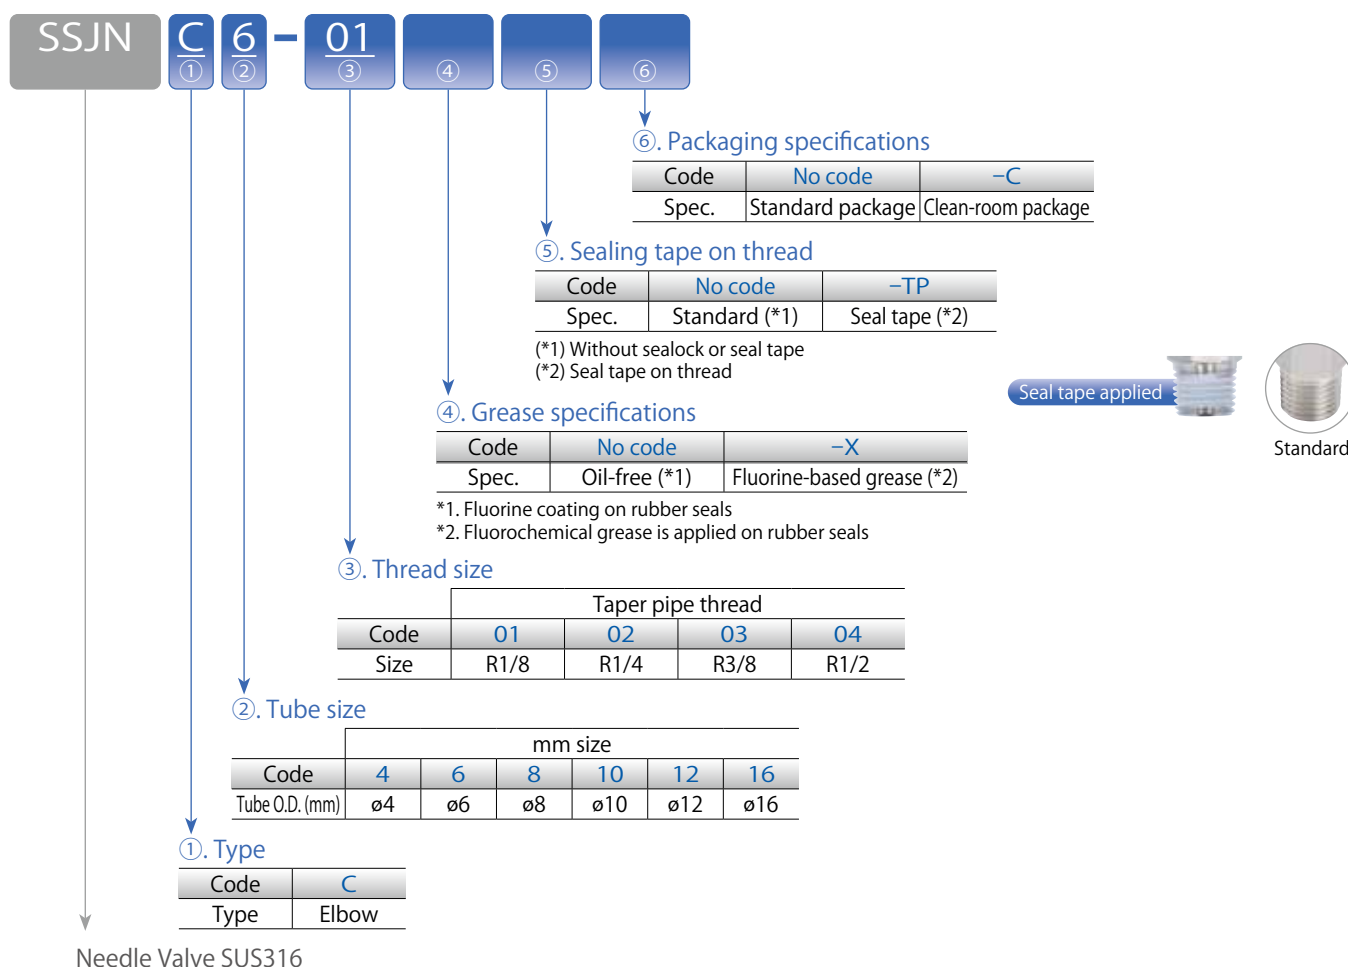 SSJN C 6 – 01
① ② ③ ④ ⑤ ⑥
⑥. Packaging specifications
Code No code –C
Spec. Standard package Clean-room package
⑤. Sealing tape on thread
Code No code –TP
Spec. Standard (*1) Seal tape (*2)
(*1) Without sealock or seal tape
(*2) Seal tape on thread
Seal tape applied
Standard
④. Grease specifications
Code No code –X
Spec. Oil-free (*1) Fluorine-based grease (*2)
*1. Fluorine coating on rubber seals
*2. Fluorochemical grease is applied on rubber seals
③. Thread size
Taper pipe thread
Code 01 02 03 04
Size R1/8 R1/4 R3/8 R1/2
②. Tube size
mm size
Code 4 6 8 10 12 16
Tube O.D. (mm) ø4 ø6 ø8 ø10 ø12 ø16
①. Type
Code C
Type Elbow
Needle Valve SUS316